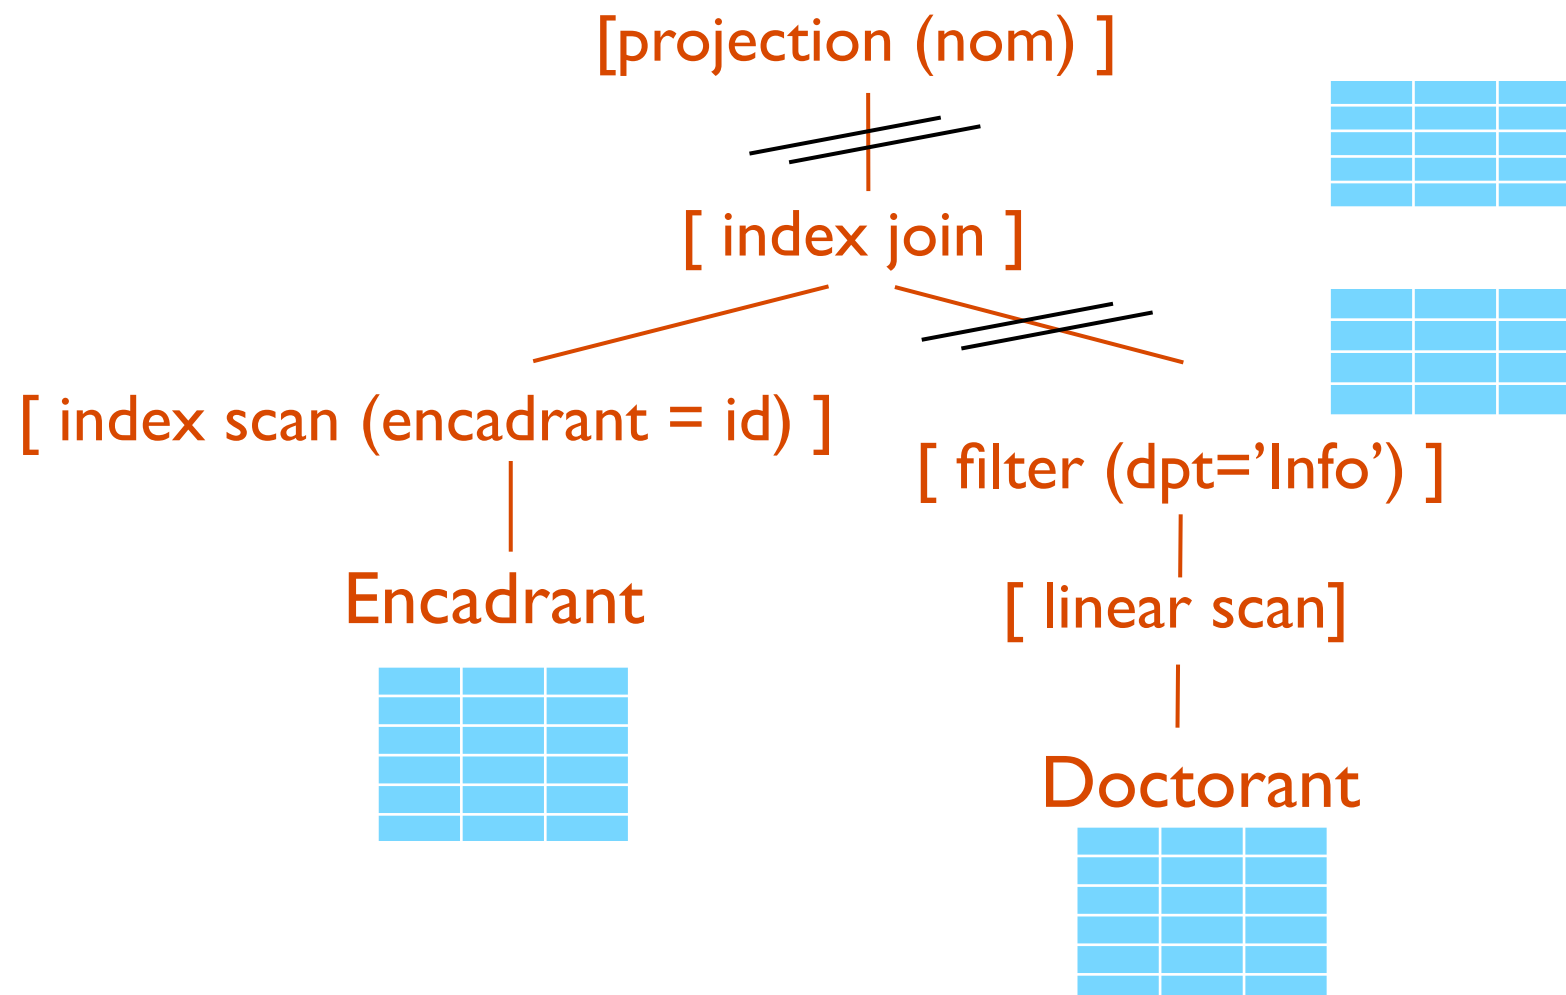 [projection (nom) ]
[ index join ]
[ index scan (encadrant = id) ]
[ filter (dpt=’Info’) ]
Encadrant
[ linear scan]
Doctorant